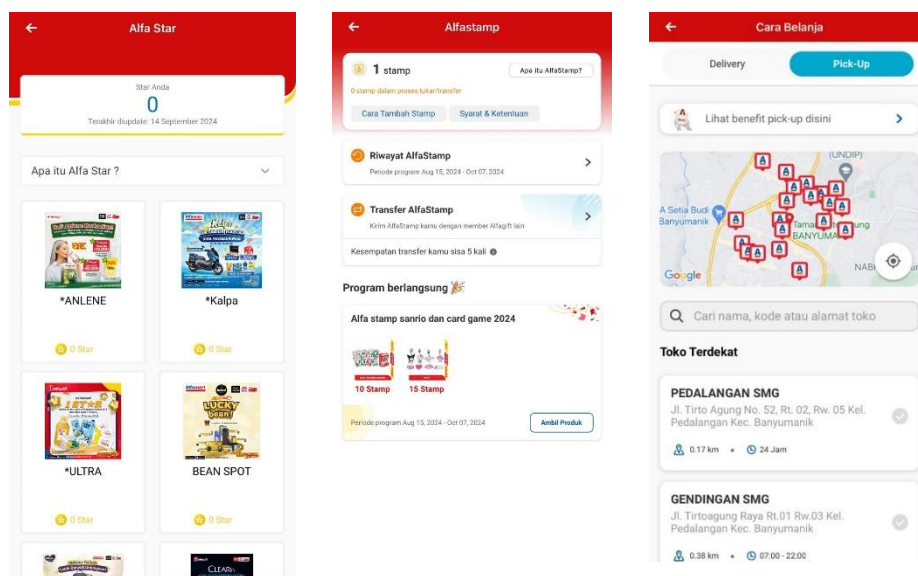 Alfa Star
Star Anda
0
Terakhir diupdate: 14 September 2024
Apa itu Alfa Star ?
*ANLENE
*Kalpa
0 Star
0 Star
*ULTRA
BEAN SPOT
0 Star
0 Star
CLEAR
Alfastamp
1 stamp
Apa itu AlfaStamp?
0 stamp dalam proses tukar/transfer
Cara Tambah Stamp
Syarat & Ketentuan
Riwayat AlfaStamp
Periode program Aug 15, 2024 - Oct 07, 2024
Transfer AlfaStamp
Kirim AlfaStamp kamu dengan member Alfagift lain
Kesempatan transfer kamu sisa 5 kali
Program berlangsung
Alfa stamp sanrio dan card game 2024
10 Stamp
15 Stamp
Periode program Aug 15, 2024 - Oct 07, 2024
Ambil Produk
Cara Belanja
Delivery
Pick-Up
Lihat benefit pick-up disini
(UNDIP)
A Setia Budi
Banyumanik
Google
Cari nama, kode atau alamat toko
Toko Terdekat
PEDALANGAN SMG
Jl. Tirto Agung No. 52, Rt. 02, Rw. 05 Kel.
Pedalangan Kec. Banyumanik
0.17 km
24 Jam
GENDINGAN SMG
Jl. Tirtoagung Raya Rt.01 Rw.03 Kel.
Pedalangan Kec. Banyumanik
0.38 km
07:00 - 22:00